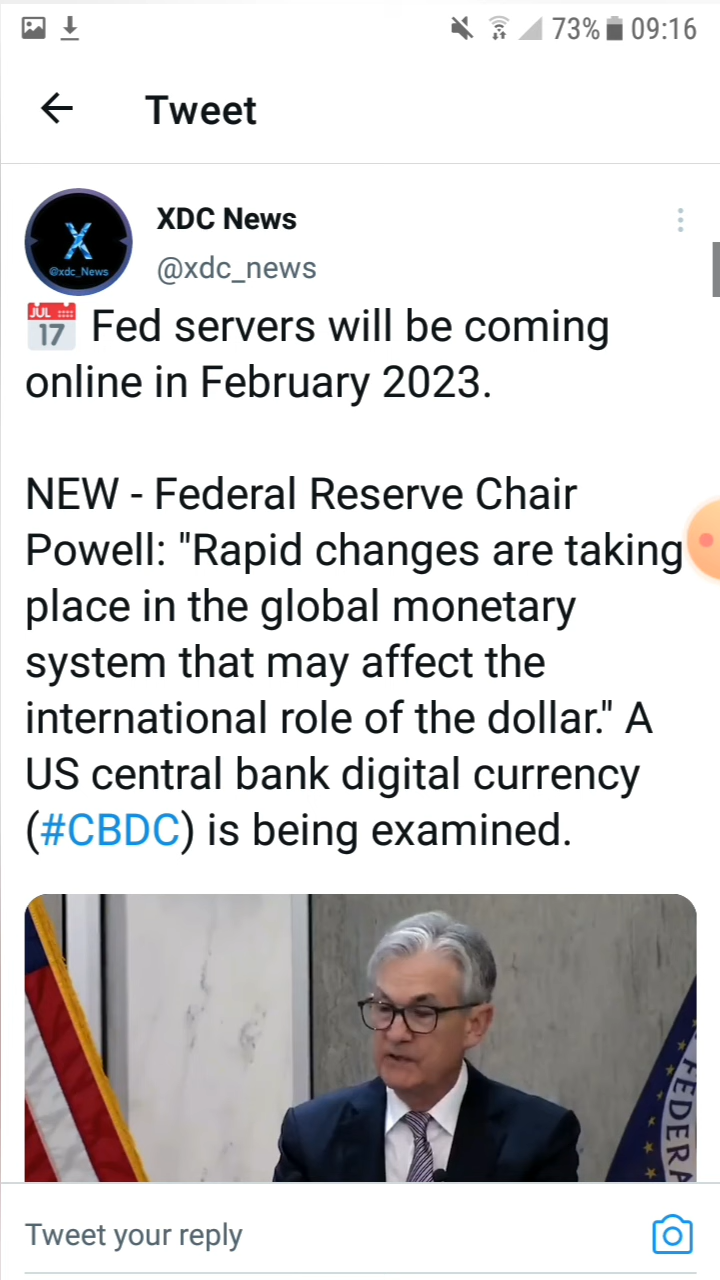 73% 09:16
Tweet
XDC News
@xdc_news
X
@xdc_News
JUL
17
Fed servers will be coming
online in February 2023.
NEW - Federal Reserve Chair
Powell: "Rapid changes are taking
place in the global monetary
system that may affect the
international role of the dollar." A
US central bank digital currency
(#CBDC) is being examined.
FEDERA
Tweet your reply